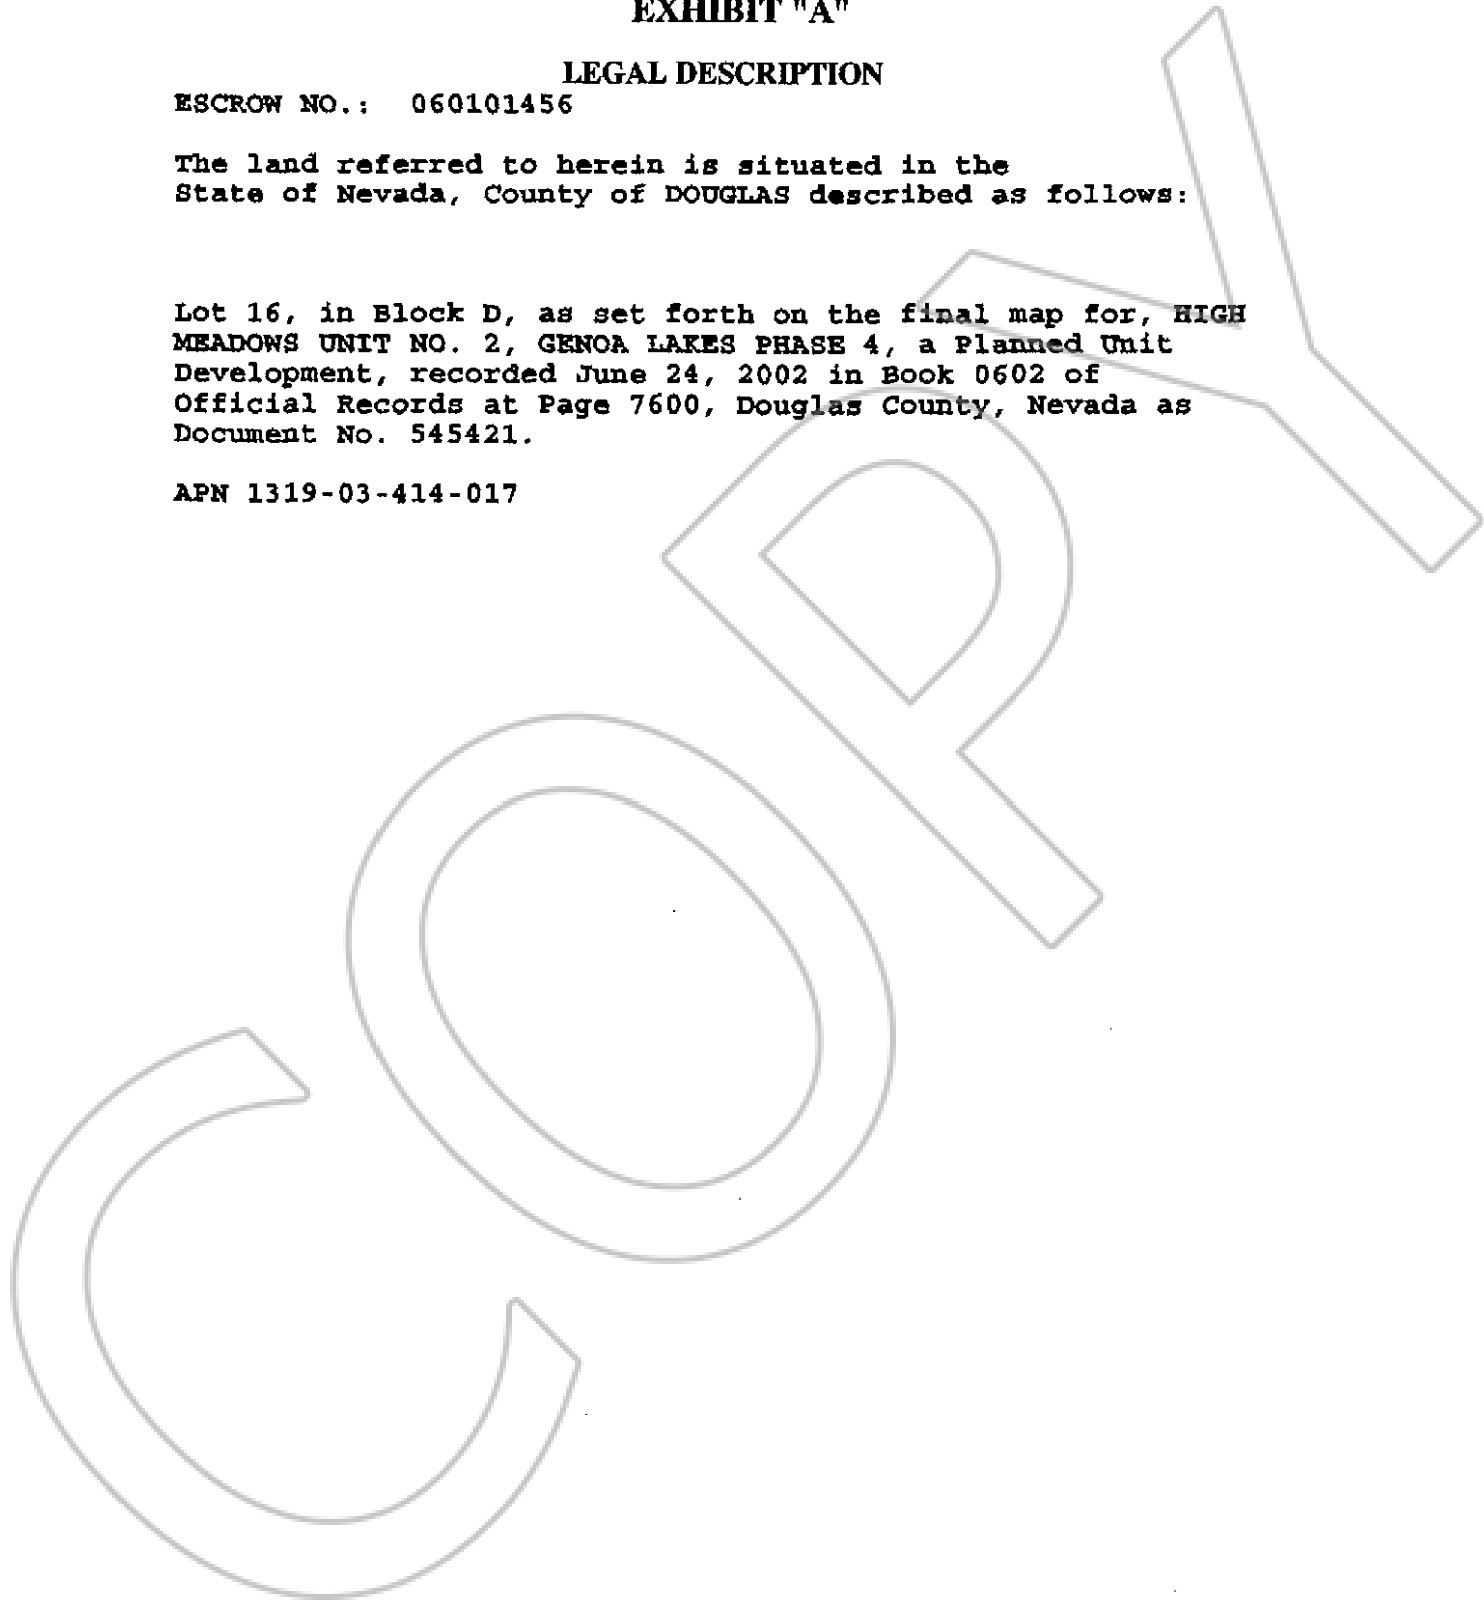 EXHIBIT "A"
LEGAL DESCRIPTION
ESCROW NO.: 060101456
The land referred to herein is situated in the
State of Nevada, County of DOUGLAS described as follows:
Lot 16, in Block D, as set forth on the final map for, HIGH
MEADOWS UNIT NO. 2, GENOA LAKES PHASE 4, a Planned Unit
Development, recorded June 24, 2002 in Book 0602 of
Official Records at Page 7600, Douglas County, Nevada as
Document No. 545421.
APN 1319-03-414-017
COPY